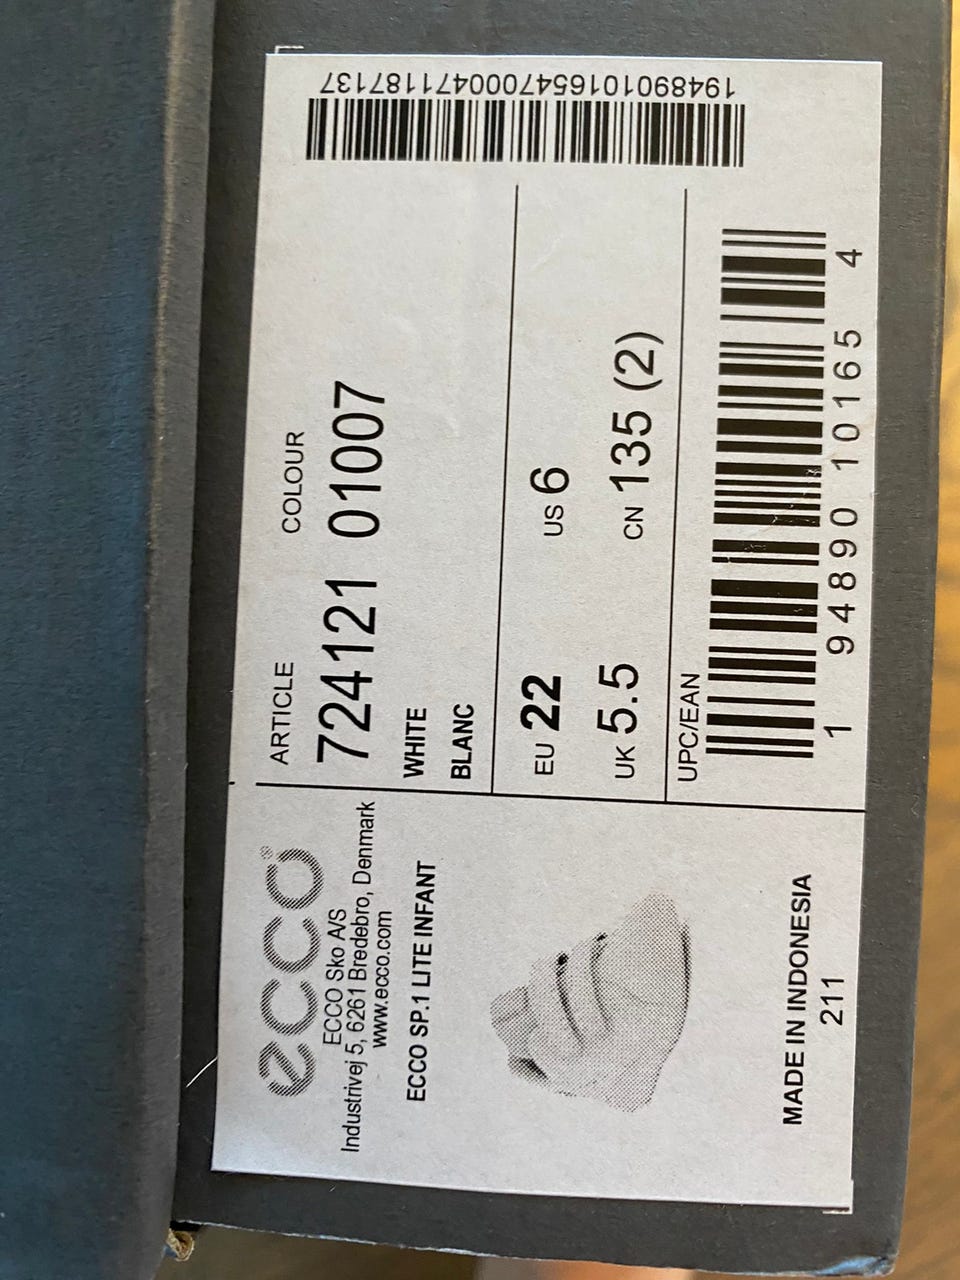 ecco®
ECCO Sko A/S
Industrivej 5, 6261 Bredebro, Denmark
www.ecco.com
ECCO SP.1 LITE INFANT
MADE IN INDONESIA
211
ARTICLE COLOUR
724121 01007
WHITE
BLANC
EU 22 US 6
UK 5.5 CN 135 (2)
UPC/EAN
1 94890 10165 4
19489010165470004711187137